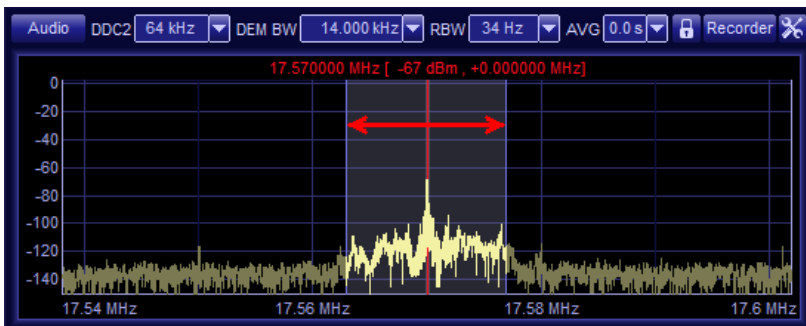 Audio DDC2 64 kHz DEM BW 14.000 kHz RBW 34 Hz AVG 0.0 s Recorder
17.570000 MHz [ -67 dBm , +0.000000 MHz]
0
-20
-40
-60
-80
-100
-120
-140
17.54 MHz 17.56 MHz 17.58 MHz 17.6 MHz